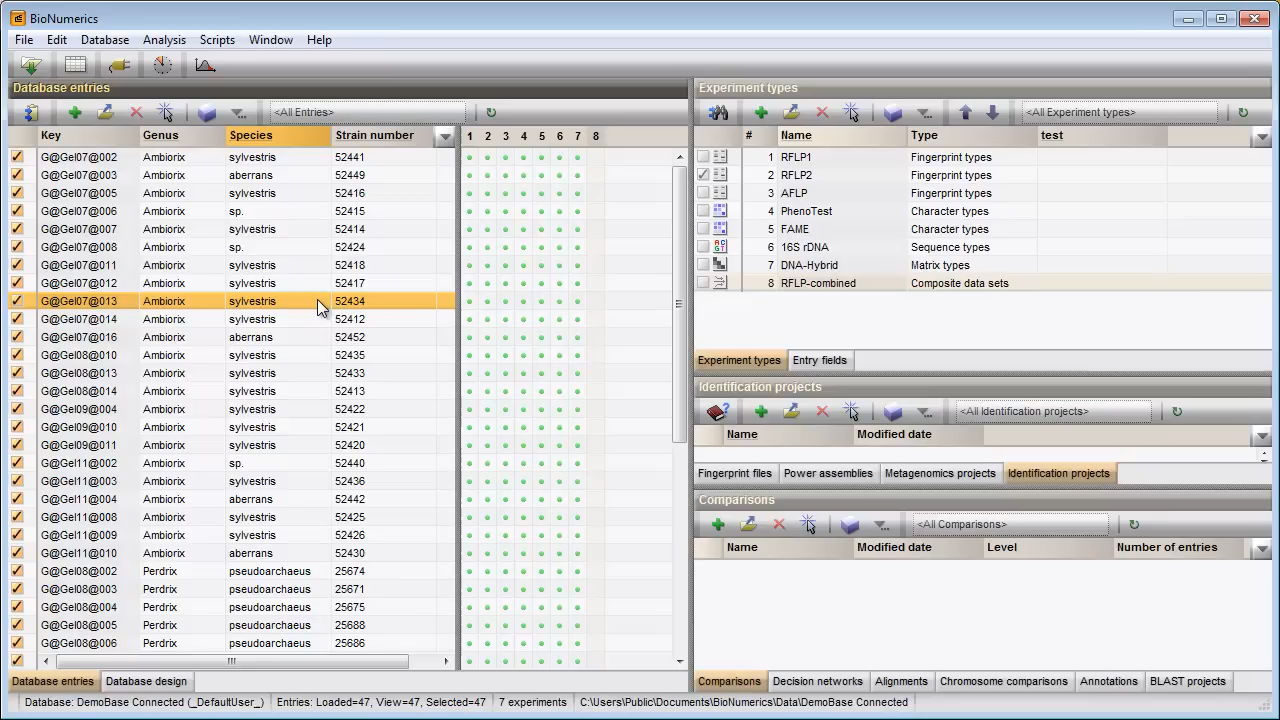 BioNumerics
File Edit Database Analysis Scripts Window Help
Database entries
<All Entries>
Key Genus Species Strain number 1 2 3 4 5 6 7 8
G@Gel07@002 Ambiorix sylvestris 52441
G@Gel07@003 Ambiorix aberrans 52449
G@Gel07@005 Ambiorix sylvestris 52416
G@Gel07@006 Ambiorix sp. 52415
G@Gel07@007 Ambiorix sylvestris 52414
G@Gel07@008 Ambiorix sp. 52424
G@Gel07@011 Ambiorix sylvestris 52418
G@Gel07@012 Ambiorix sylvestris 52417
G@Gel07@013 Ambiorix sylvestris 52434
G@Gel07@014 Ambiorix sylvestris 52412
G@Gel07@016 Ambiorix aberrans 52452
G@Gel08@010 Ambiorix sylvestris 52435
G@Gel08@013 Ambiorix sylvestris 52433
G@Gel08@014 Ambiorix sylvestris 52413
G@Gel09@004 Ambiorix sylvestris 52422
G@Gel09@010 Ambiorix sylvestris 52421
G@Gel09@011 Ambiorix sylvestris 52420
G@Gel11@002 Ambiorix sp. 52440
G@Gel11@003 Ambiorix sylvestris 52436
G@Gel11@004 Ambiorix aberrans 52442
G@Gel11@008 Ambiorix sylvestris 52425
G@Gel11@009 Ambiorix sylvestris 52426
G@Gel11@010 Ambiorix aberrans 52430
G@Gel08@002 Perdrix pseudoarchaeus 25674
G@Gel08@003 Perdrix pseudoarchaeus 25671
G@Gel08@004 Perdrix pseudoarchaeus 25675
G@Gel08@005 Perdrix pseudoarchaeus 25688
G@Gel08@006 Perdrix pseudoarchaeus 25686
Database entries Database design
Experiment types
<All Experiment types>
# Name Type test
1 RFLP1 Fingerprint types
2 RFLP2 Fingerprint types
3 AFLP Fingerprint types
4 PhenoTest Character types
5 FAME Character types
6 16S rDNA Sequence types
7 DNA-Hybrid Matrix types
8 RFLP-combined Composite data sets
Experiment types Entry fields
Identification projects
<All Identification projects>
Name Modified date
Fingerprint files Power assemblies Metagenomics projects Identification projects
Comparisons
<All Comparisons>
Name Modified date Level Number of entries
Comparisons Decision networks Alignments Chromosome comparisons Annotations BLAST projects
Database: DemoBase Connected (_DefaultUser_) Entries: Loaded=47, View=47, Selected=47 7 experiments C:\Users\Public\Documents\BioNumerics\Data\DemoBase Connected